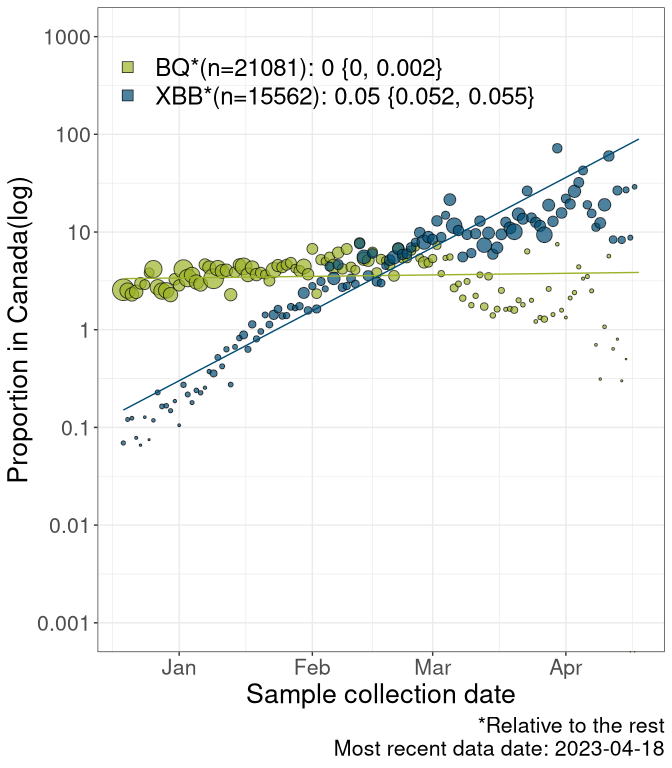 1000
100
10
1
0.1
0.01
0.001
Proportion in Canada(log)
BQ*(n=21081): 0 {0, 0.002}
XBB*(n=15562): 0.05 {0.052, 0.055}
Jan Feb Mar Apr
Sample collection date
*Relative to the rest
Most recent data date: 2023-04-18